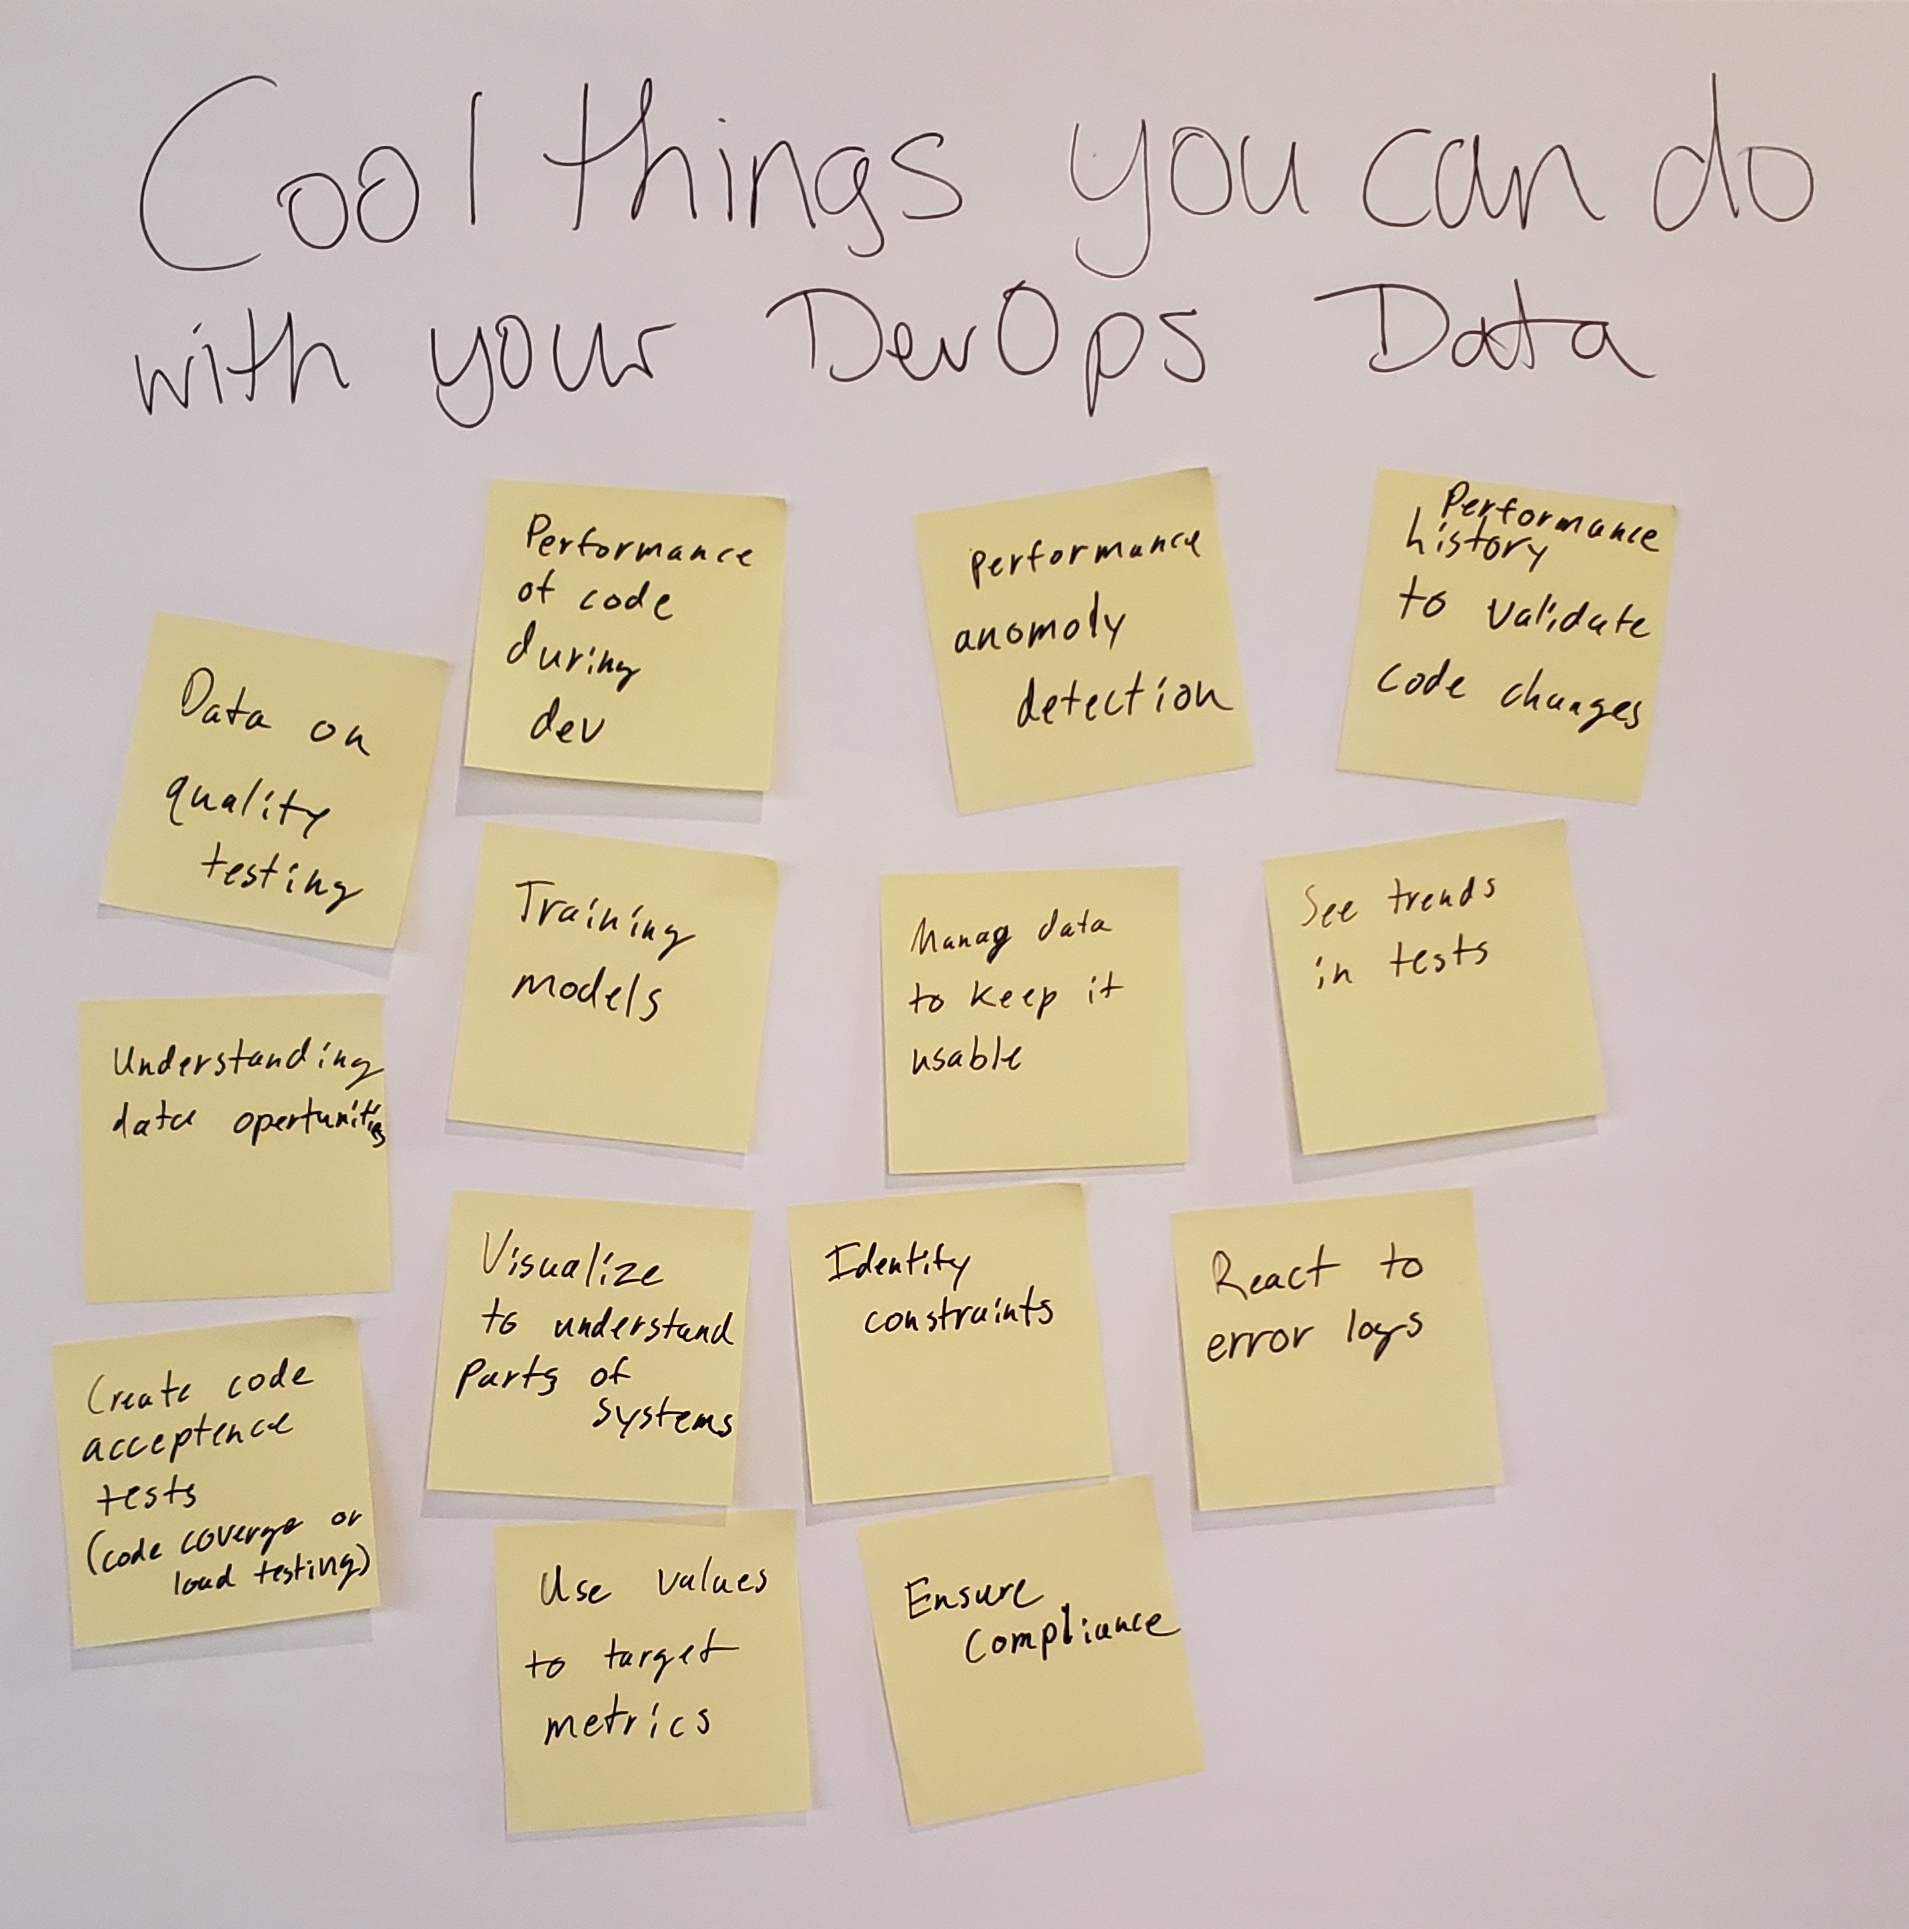 Cool things you can do
with your DevOps Data
Performance
of code
during
dev
performance
anomoly
detection
Performance
history
to validate
code changes
Data on
quality
testing
Training
models
Manag data
to keep it
usable
See trends
in tests
Understanding
data opertunities
Visualize
to understand
parts of
systems
Identify
constraints
React to
error logs
Create code
acceptence
tests
(code coverge or
load testing)
Use values
to target
metrics
Ensure
compliance